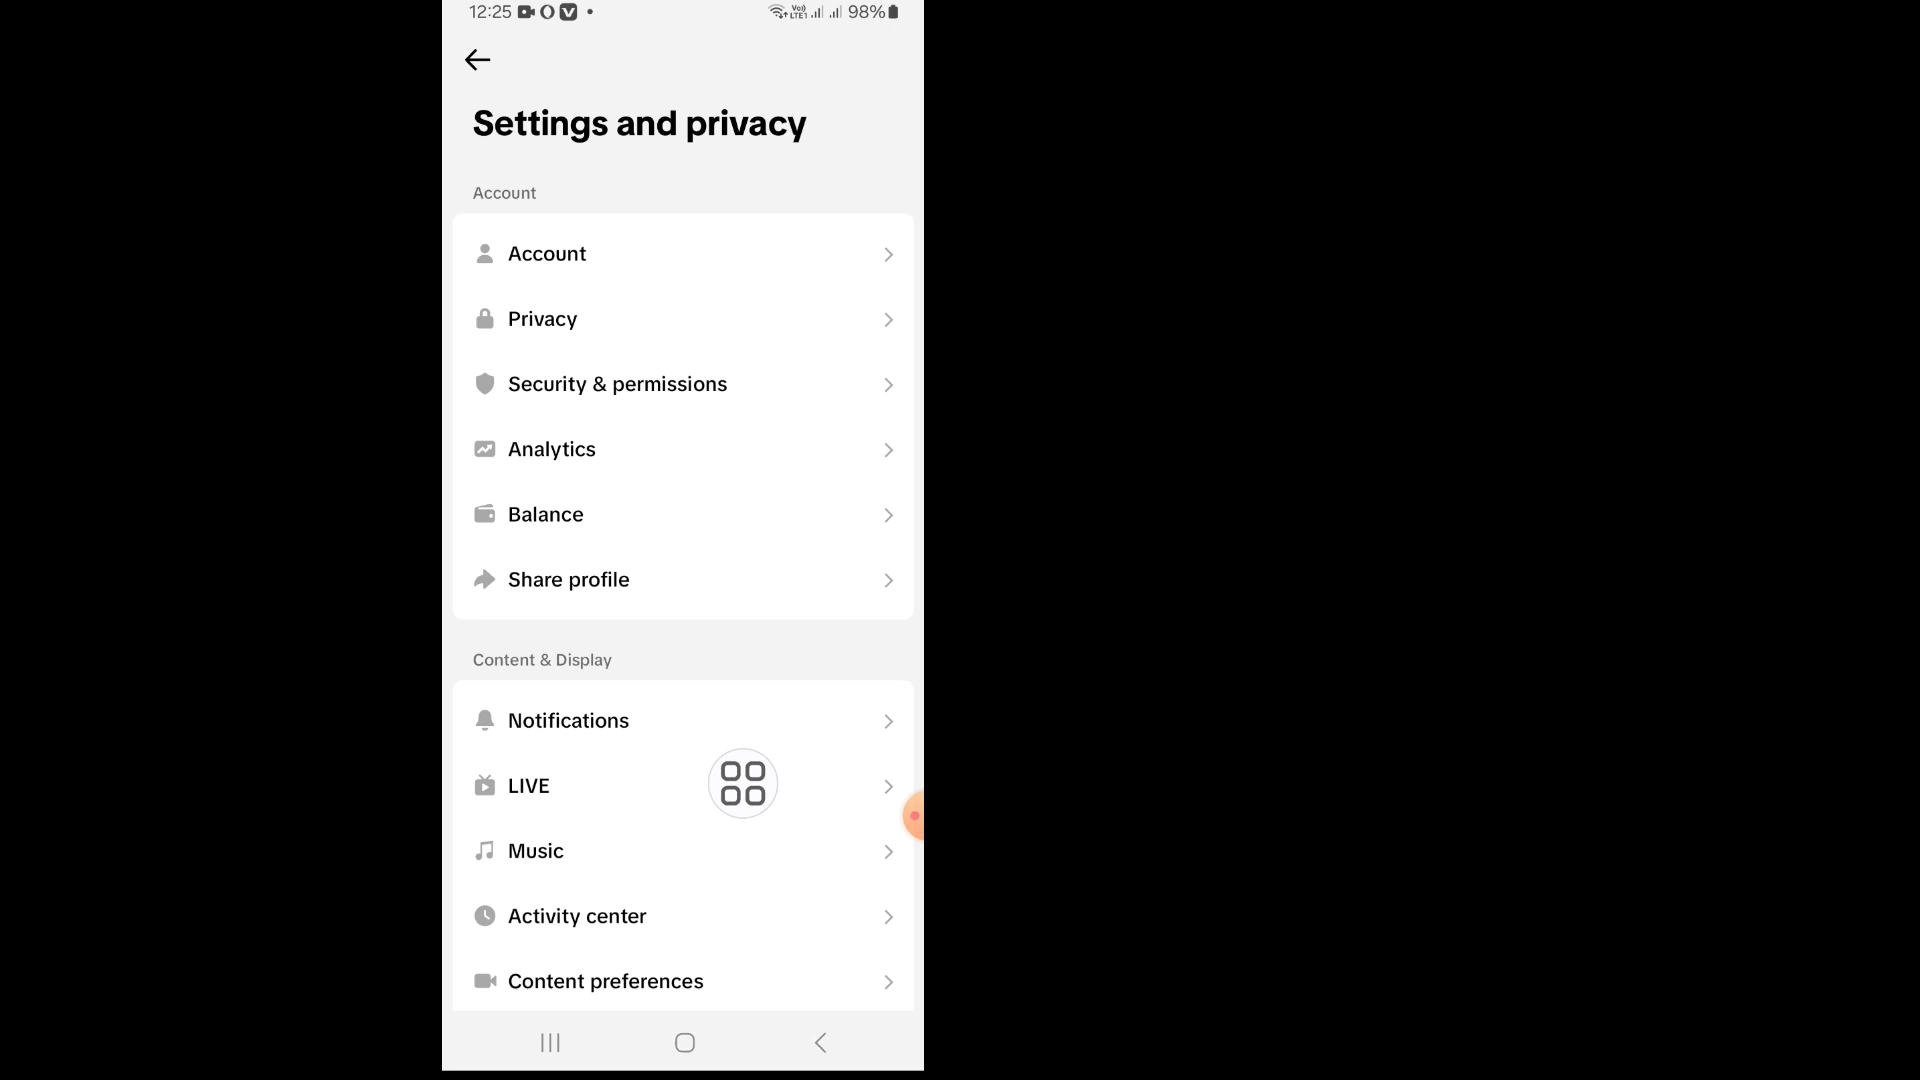 12:25 98%
Settings and privacy
Account
Account
Privacy
Security & permissions
Analytics
Balance
Share profile
Content & Display
Notifications
LIVE
Music
Activity center
Content preferences